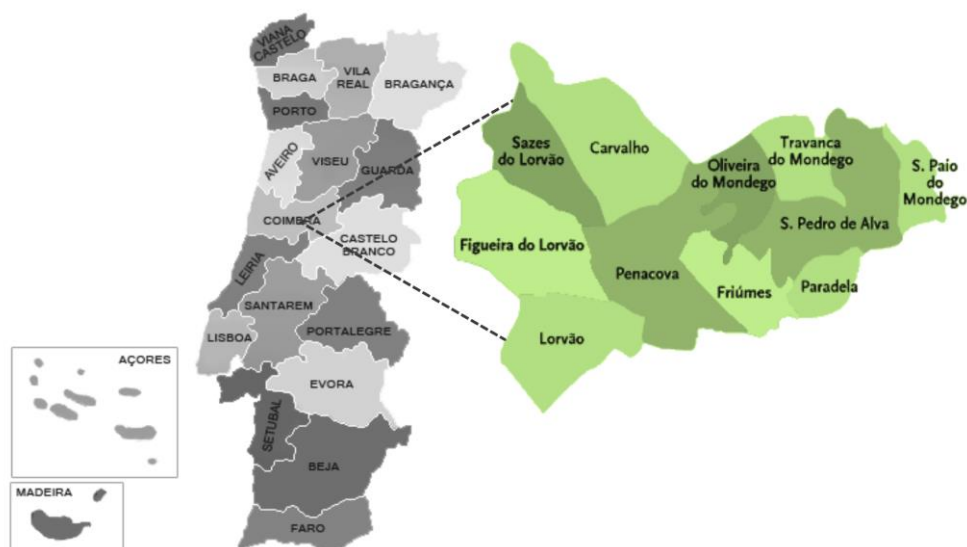 VIANA
CASTELO
BRAGA
VILA
REAL
BRAGANÇA
PORTO
AVEIRO
VISEU
GUARDA
COIMBRA
CASTELO
BRANCO
LEIRIA
SANTAREM
LISBOA
PORTALEGRE
EVORA
SETUBAL
BEJA
FARO
AÇORES
MADEIRA
Sazes
do Lorvão
Carvalho
Oliveira
do Mondego
Travanca
do Mondego
S. Paio
do
Mondego
S. Pedro de Alva
Figueira do Lorvão
Penacova
Friúmes
Paradela
Lorvão